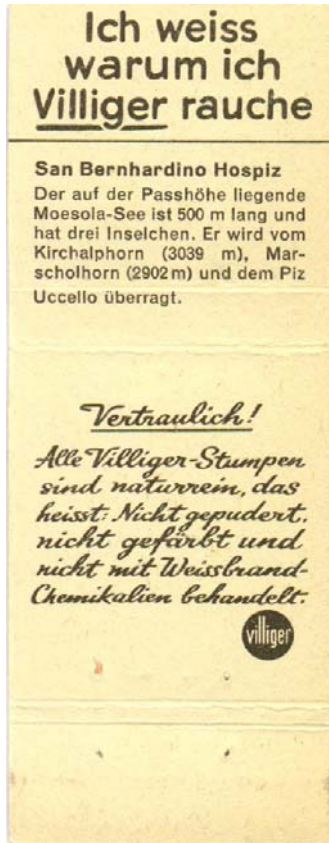 Ich weiss
warum ich
Villiger rauche
San Bernhardino Hospiz
Der auf der Passhöhe liegende
Moesola-See ist 500 m lang und
hat drei Inselchen. Er wird vom
Kirchalphorn (3039 m), Mar-
scholhorn (2902 m) und dem Piz
Uccello überragt.
Vertraulich!
Alle Villiger-Stumpen
sind naturrein, das
heisst: Nicht gepudert,
nicht gefärbt und
nicht mit Weissbrand-
Chemikalien behandelt.
villiger